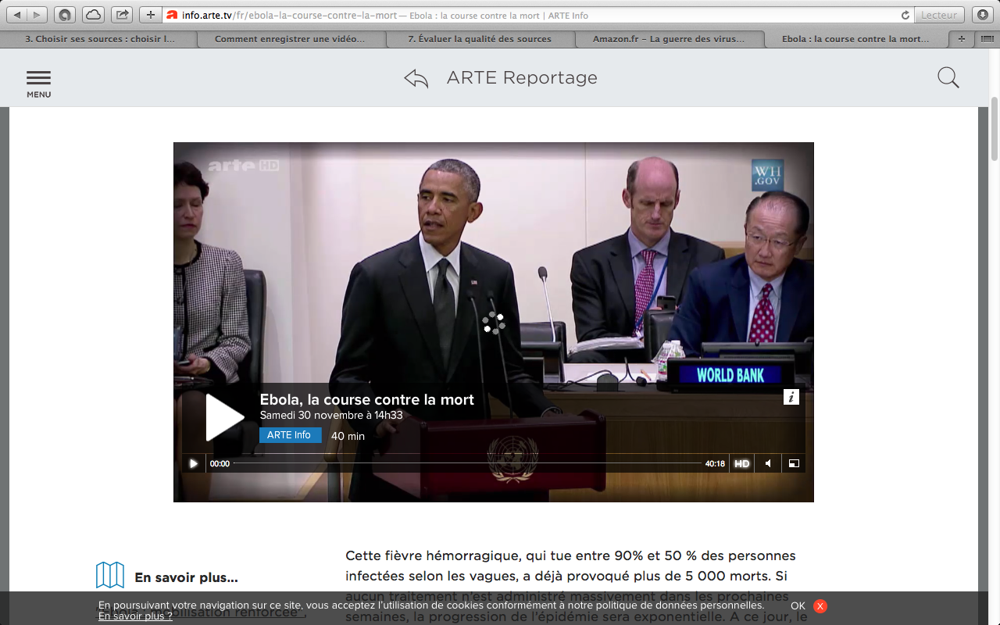 info.arte.tv/fr/ebola-la-course-contre-la-mort — Ebola : la course contre la mort | ARTE Info
Lecteur
3. Choisir ses sources : choisir l...
Comment enregistrer une vidéo...
7. Évaluer la qualité des sources
Amazon.fr – La guerre des virus...
Ebola : la course contre la mort...
MENU
ARTE Reportage
arte HD
WH
.GOV
WORLD BANK
Ebola, la course contre la mort
Samedi 30 novembre à 14h33
ARTE Info 40 min
i
00:00
40:18
HD
En savoir plus...
"Ebola : mobilisation renforcée",
Cette fièvre hémorragique, qui tue entre 90% et 50 % des personnes
infectées selon les vagues, a déjà provoqué plus de 5 000 morts. Si
aucun traitement n'est administré massivement dans les prochaines
semaines, la progression de l'épidémie sera exponentielle. A ce jour, le
En poursuivant votre navigation sur ce site, vous acceptez l'utilisation de cookies conformément à notre politique de données personnelles.
En savoir plus ?
OK X